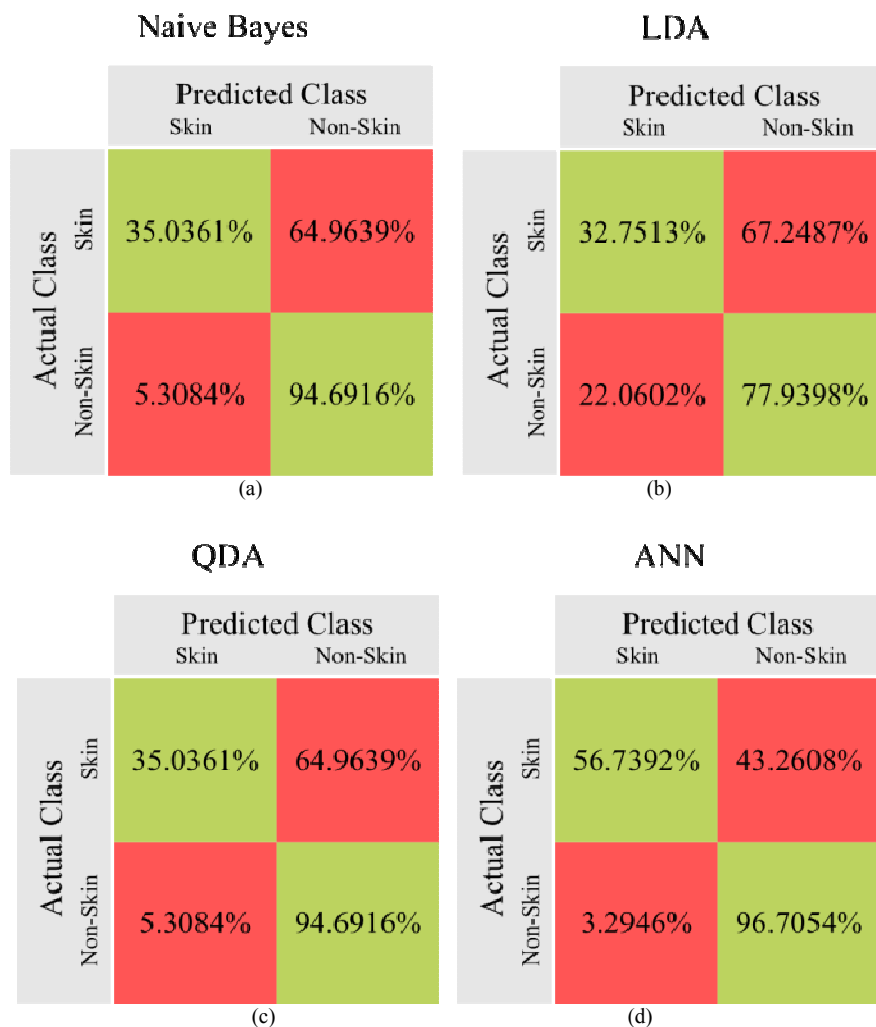 Naive Bayes
Predicted Class
Skin Non-Skin
Actual Class
Skin
35.0361% 64.9639%
Non-Skin
5.3084% 94.6916%
(a)
LDA
Predicted Class
Skin Non-Skin
Actual Class
Skin
32.7513% 67.2487%
Non-Skin
22.0602% 77.9398%
(b)
QDA
Predicted Class
Skin Non-Skin
Actual Class
Skin
35.0361% 64.9639%
Non-Skin
5.3084% 94.6916%
(c)
ANN
Predicted Class
Skin Non-Skin
Actual Class
Skin
56.7392% 43.2608%
Non-Skin
3.2946% 96.7054%
(d)